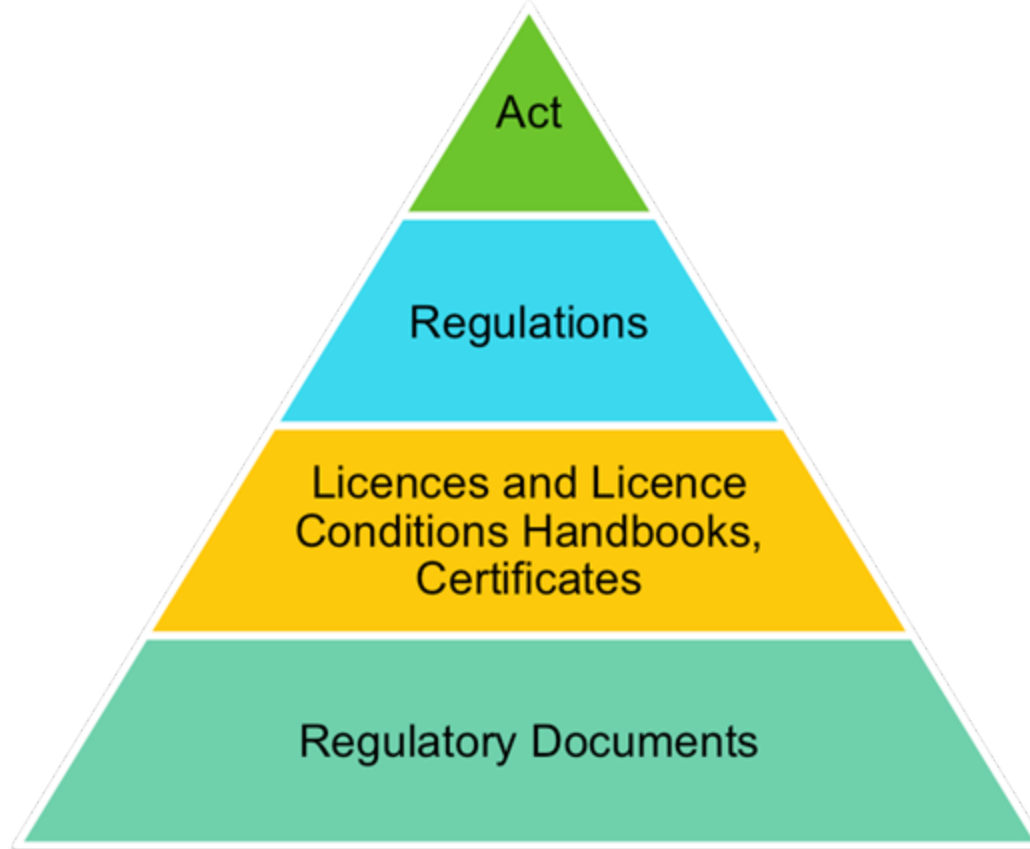 Act
Regulations
Licences and Licence
Conditions Handbooks,
Certificates
Regulatory Documents